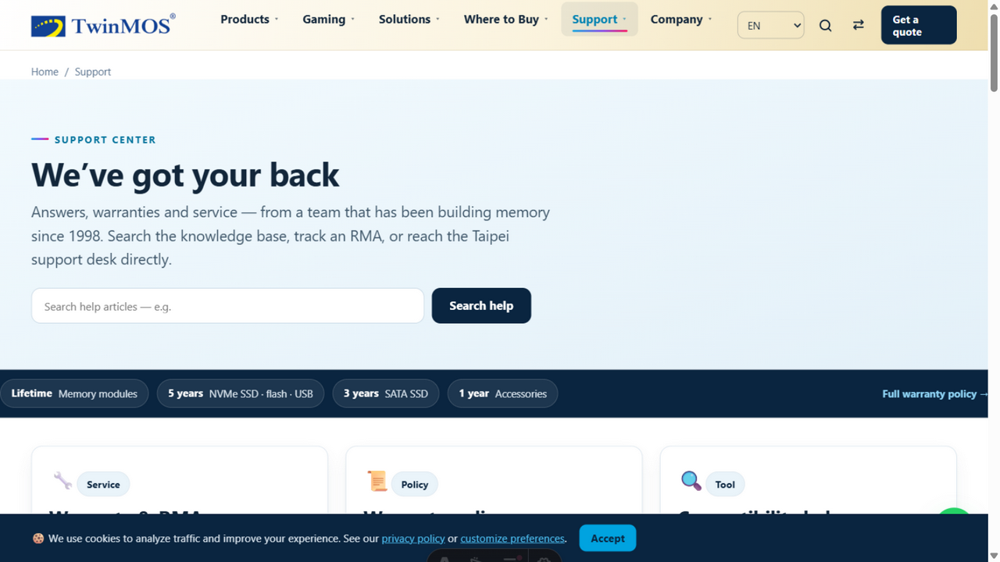 TwinMOS®
Products
Gaming
Solutions
Where to Buy
Support
Company
EN
Get a
quote
Home / Support
SUPPORT CENTER
We’ve got your back
Answers, warranties and service — from a team that has been building memory
since 1998. Search the knowledge base, track an RMA, or reach the Taipei
support desk directly.
Search help articles — e.g.
Search help
Lifetime Memory modules
5 years NVMe SSD · flash · USB
3 years SATA SSD
1 year Accessories
Full warranty policy →
Service
Policy
Tool
We use cookies to analyze traffic and improve your experience. See our privacy policy or customize preferences.
Accept